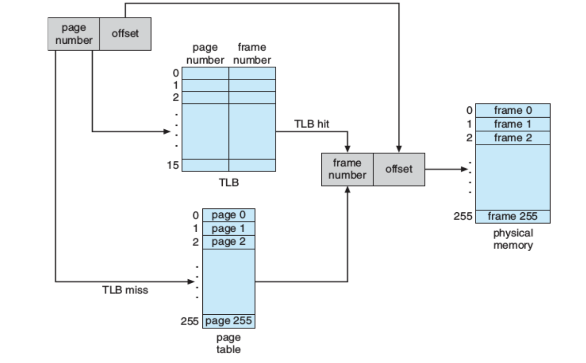 page
number
offset
page
number
frame
number
0
1
2
15
TLB
TLB hit
frame
number
offset
0 frame 0
1 frame 1
2 frame 2
255 frame 255
physical
memory
0 page 0
1 page 1
2 page 2
TLB miss
255 page 255
page
table